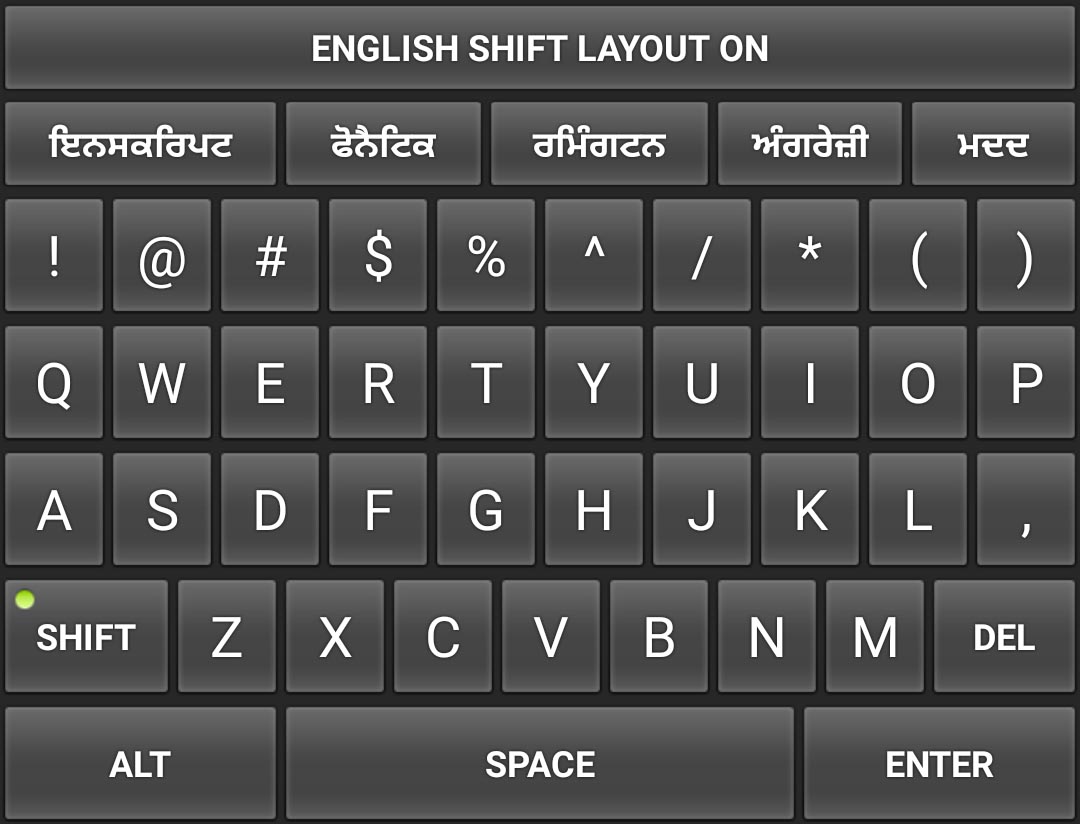 ENGLISH SHIFT LAYOUT ON
ਇਨਸਕਰਿਪਟ ਫੋਨੈਟਿਕ ਰਮਿੰਗਟਨ ਅੰਗਰੇਜ਼ੀ ਮਦਦ
! @ # $ % ^ / * ( )
Q W E R T Y U I O P
A S D F G H J K L ,
SHIFT Z X C V B N M DEL
ALT SPACE ENTER